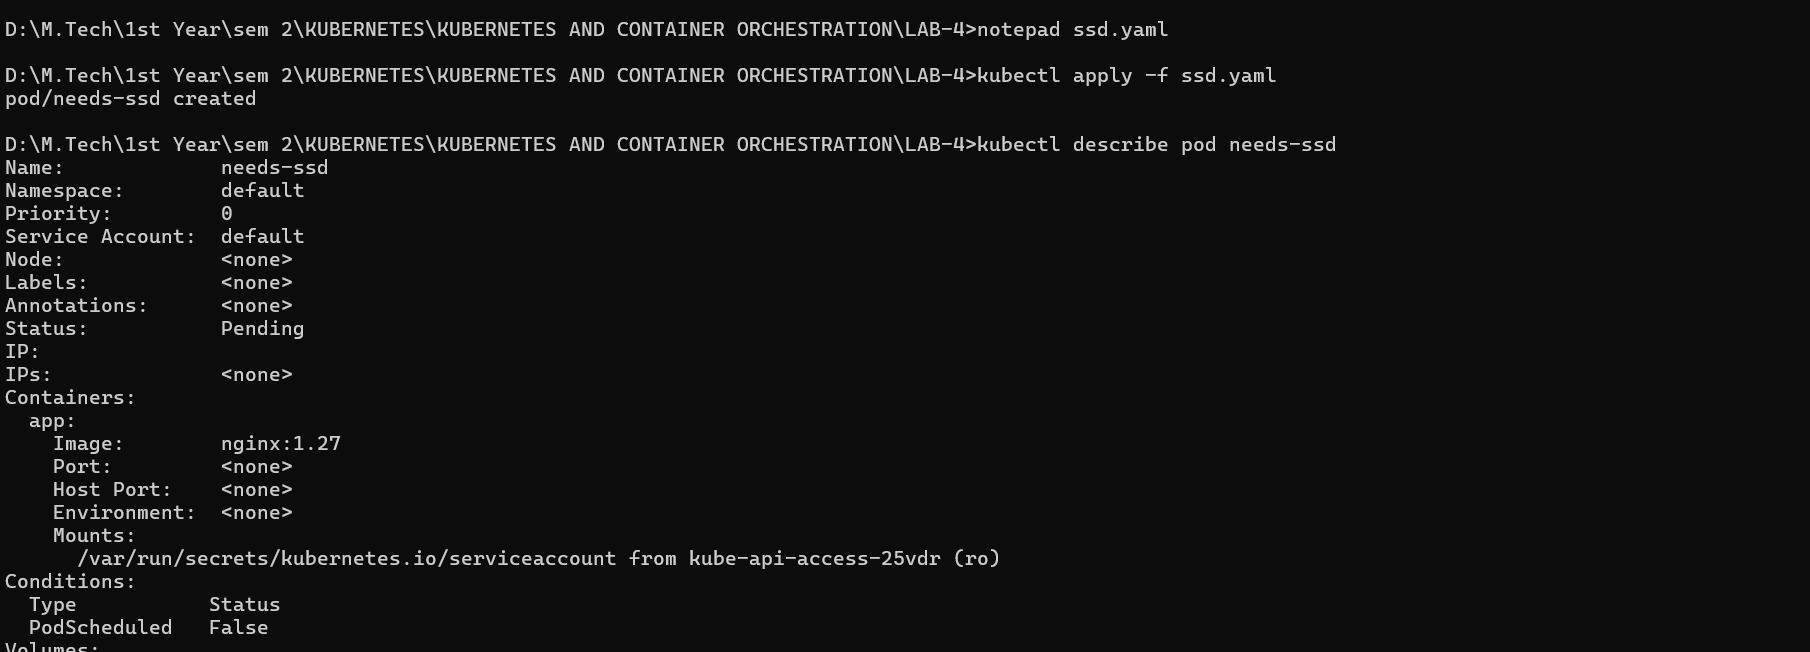 D:\M.Tech\1st Year\sem 2\KUBERNETES\KUBERNETES AND CONTAINER ORCHESTRATION\LAB-4>notepad ssd.yaml
D:\M.Tech\1st Year\sem 2\KUBERNETES\KUBERNETES AND CONTAINER ORCHESTRATION\LAB-4>kubectl apply -f ssd.yaml
pod/needs-ssd created
D:\M.Tech\1st Year\sem 2\KUBERNETES\KUBERNETES AND CONTAINER ORCHESTRATION\LAB-4>kubectl describe pod needs-ssd
Name:             needs-ssd
Namespace:        default
Priority:         0
Service Account:  default
Node:             <none>
Labels:           <none>
Annotations:      <none>
Status:           Pending
IP:
IPs:              <none>
Containers:
  app:
    Image:        nginx:1.27
    Port:         <none>
    Host Port:    <none>
    Environment:  <none>
    Mounts:
      /var/run/secrets/kubernetes.io/serviceaccount from kube-api-access-25vdr (ro)
Conditions:
  Type           Status
  PodScheduled   False
Volumes: